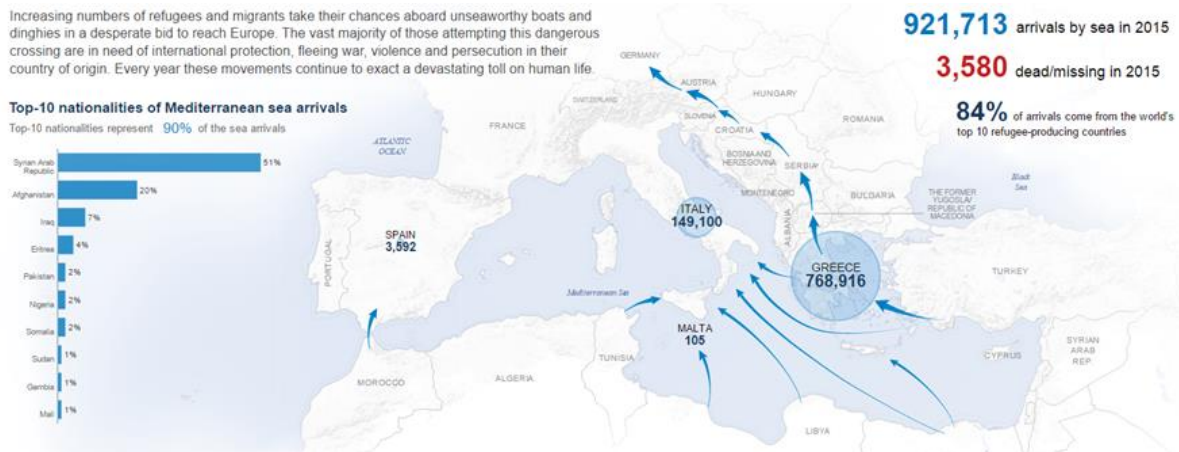 Increasing numbers of refugees and migrants take their chances aboard unseaworthy boats and
dinghies in a desperate bid to reach Europe. The vast majority of those attempting this dangerous
crossing are in need of international protection, fleeing war, violence and persecution in their
country of origin. Every year these movements continue to exact a devastating toll on human life.
921,713 arrivals by sea in 2015
3,580 dead/missing in 2015
84% of arrivals come from the world's
top 10 refugee-producing countries
Top-10 nationalities of Mediterranean sea arrivals
Top-10 nationalities represent 90% of the sea arrivals
Syrian Arab
Republic
51%
Afghanistan
20%
Iraq
7%
Eritrea
4%
Pakistan
2%
Nigeria
2%
Somalia
2%
Sudan
1%
Gambia
1%
Mali
1%
GERMANY
AUSTRIA
SWITZERLAND
HUNGARY
SLOVENIA
FRANCE
CROATIA
ROMANIA
ATLANTIC
OCEAN
BOSNIA AND
HERZEGOVINA
SERBIA
Black
Sea
MONTENEGRO
BULGARIA
THE FORMER
YUGOSLAV
REPUBLIC OF
MACEDONIA
ITALY
149,100
ALBANIA
SPAIN
3,592
PORTUGAL
GREECE
768,916
TURKEY
Mediterranean Sea
MALTA
105
CYPRUS
SYRIAN
ARAB
REP.
TUNISIA
MOROCCO
ALGERIA
LIBYA